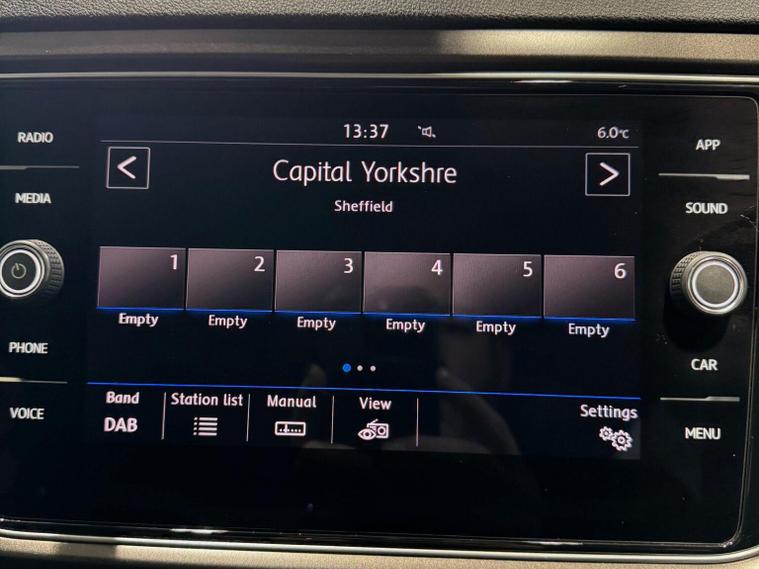 RADIO
MEDIA
PHONE
VOICE
13:37
6.0°C
<
Capital Yorkshre
>
Sheffield
1 2 3 4 5 6
Empty Empty Empty Empty Empty Empty
Band Station list Manual View Settings
DAB
APP
SOUND
CAR
MENU